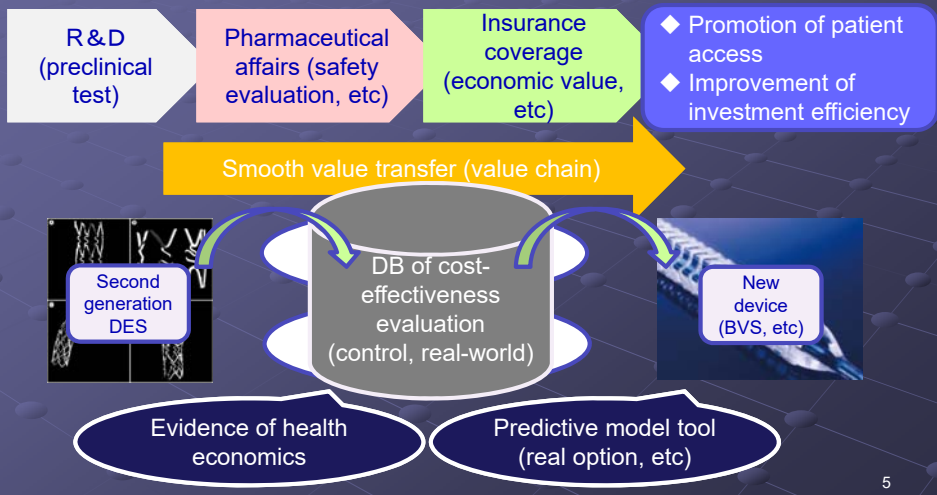 R&D
(preclinical
test)
Pharmaceutical
affairs (safety
evaluation, etc)
Insurance
coverage
(economic value,
etc)
◆ Promotion of patient
access
◆ Improvement of
investment efficiency
Smooth value transfer (value chain)
Second
generation
DES
DB of cost-
effectiveness
evaluation
(control, real-world)
New
device
(BVS, etc)
Evidence of health
economics
Predictive model tool
(real option, etc)
5